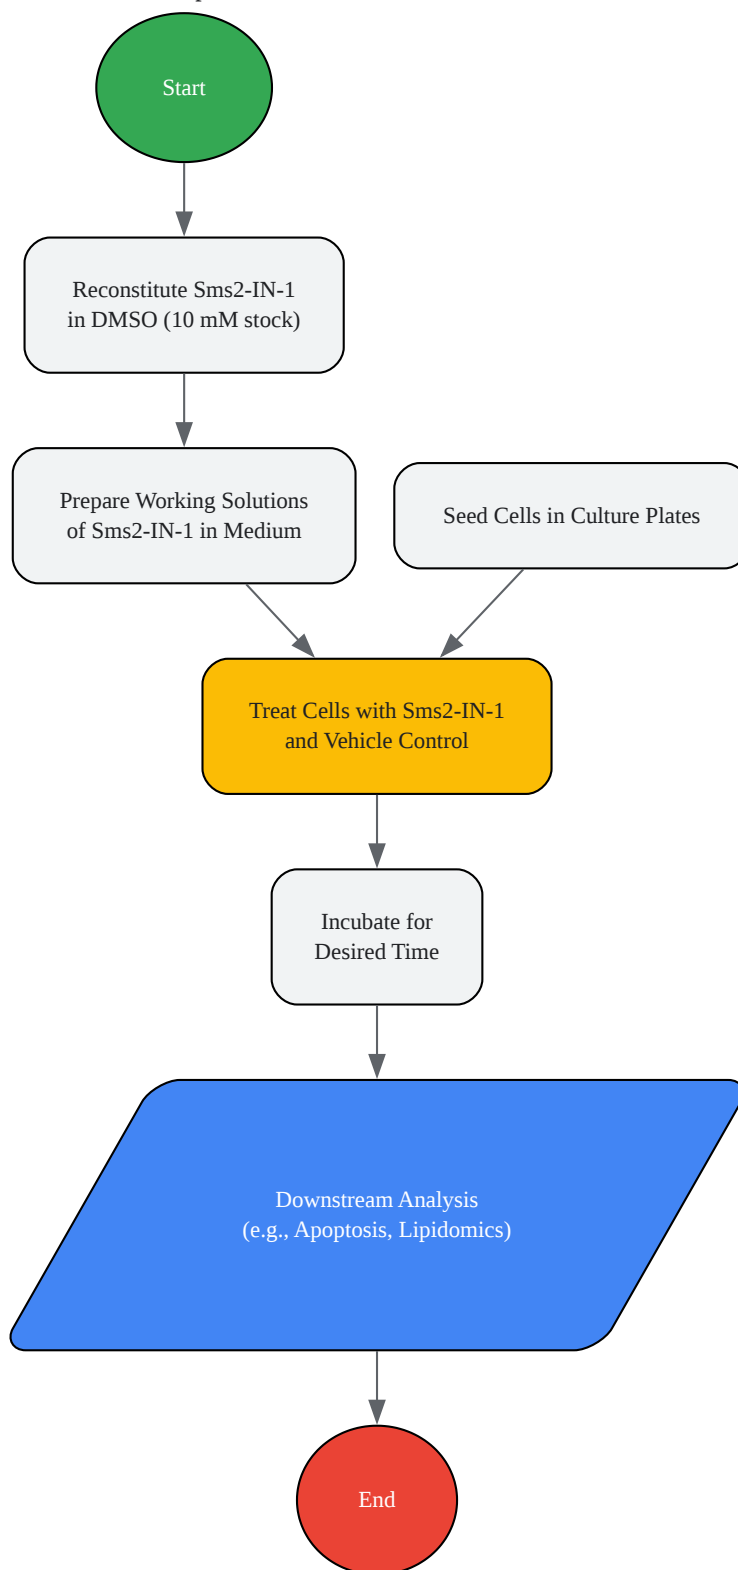 Start
Reconstitute Sms2-IN-1
in DMSO (10 mM stock)
Prepare Working Solutions
of Sms2-IN-1 in Medium
Seed Cells in Culture Plates
Treat Cells with Sms2-IN-1
and Vehicle Control
Incubate for
Desired Time
Downstream Analysis
(e.g., Apoptosis, Lipidomics)
End